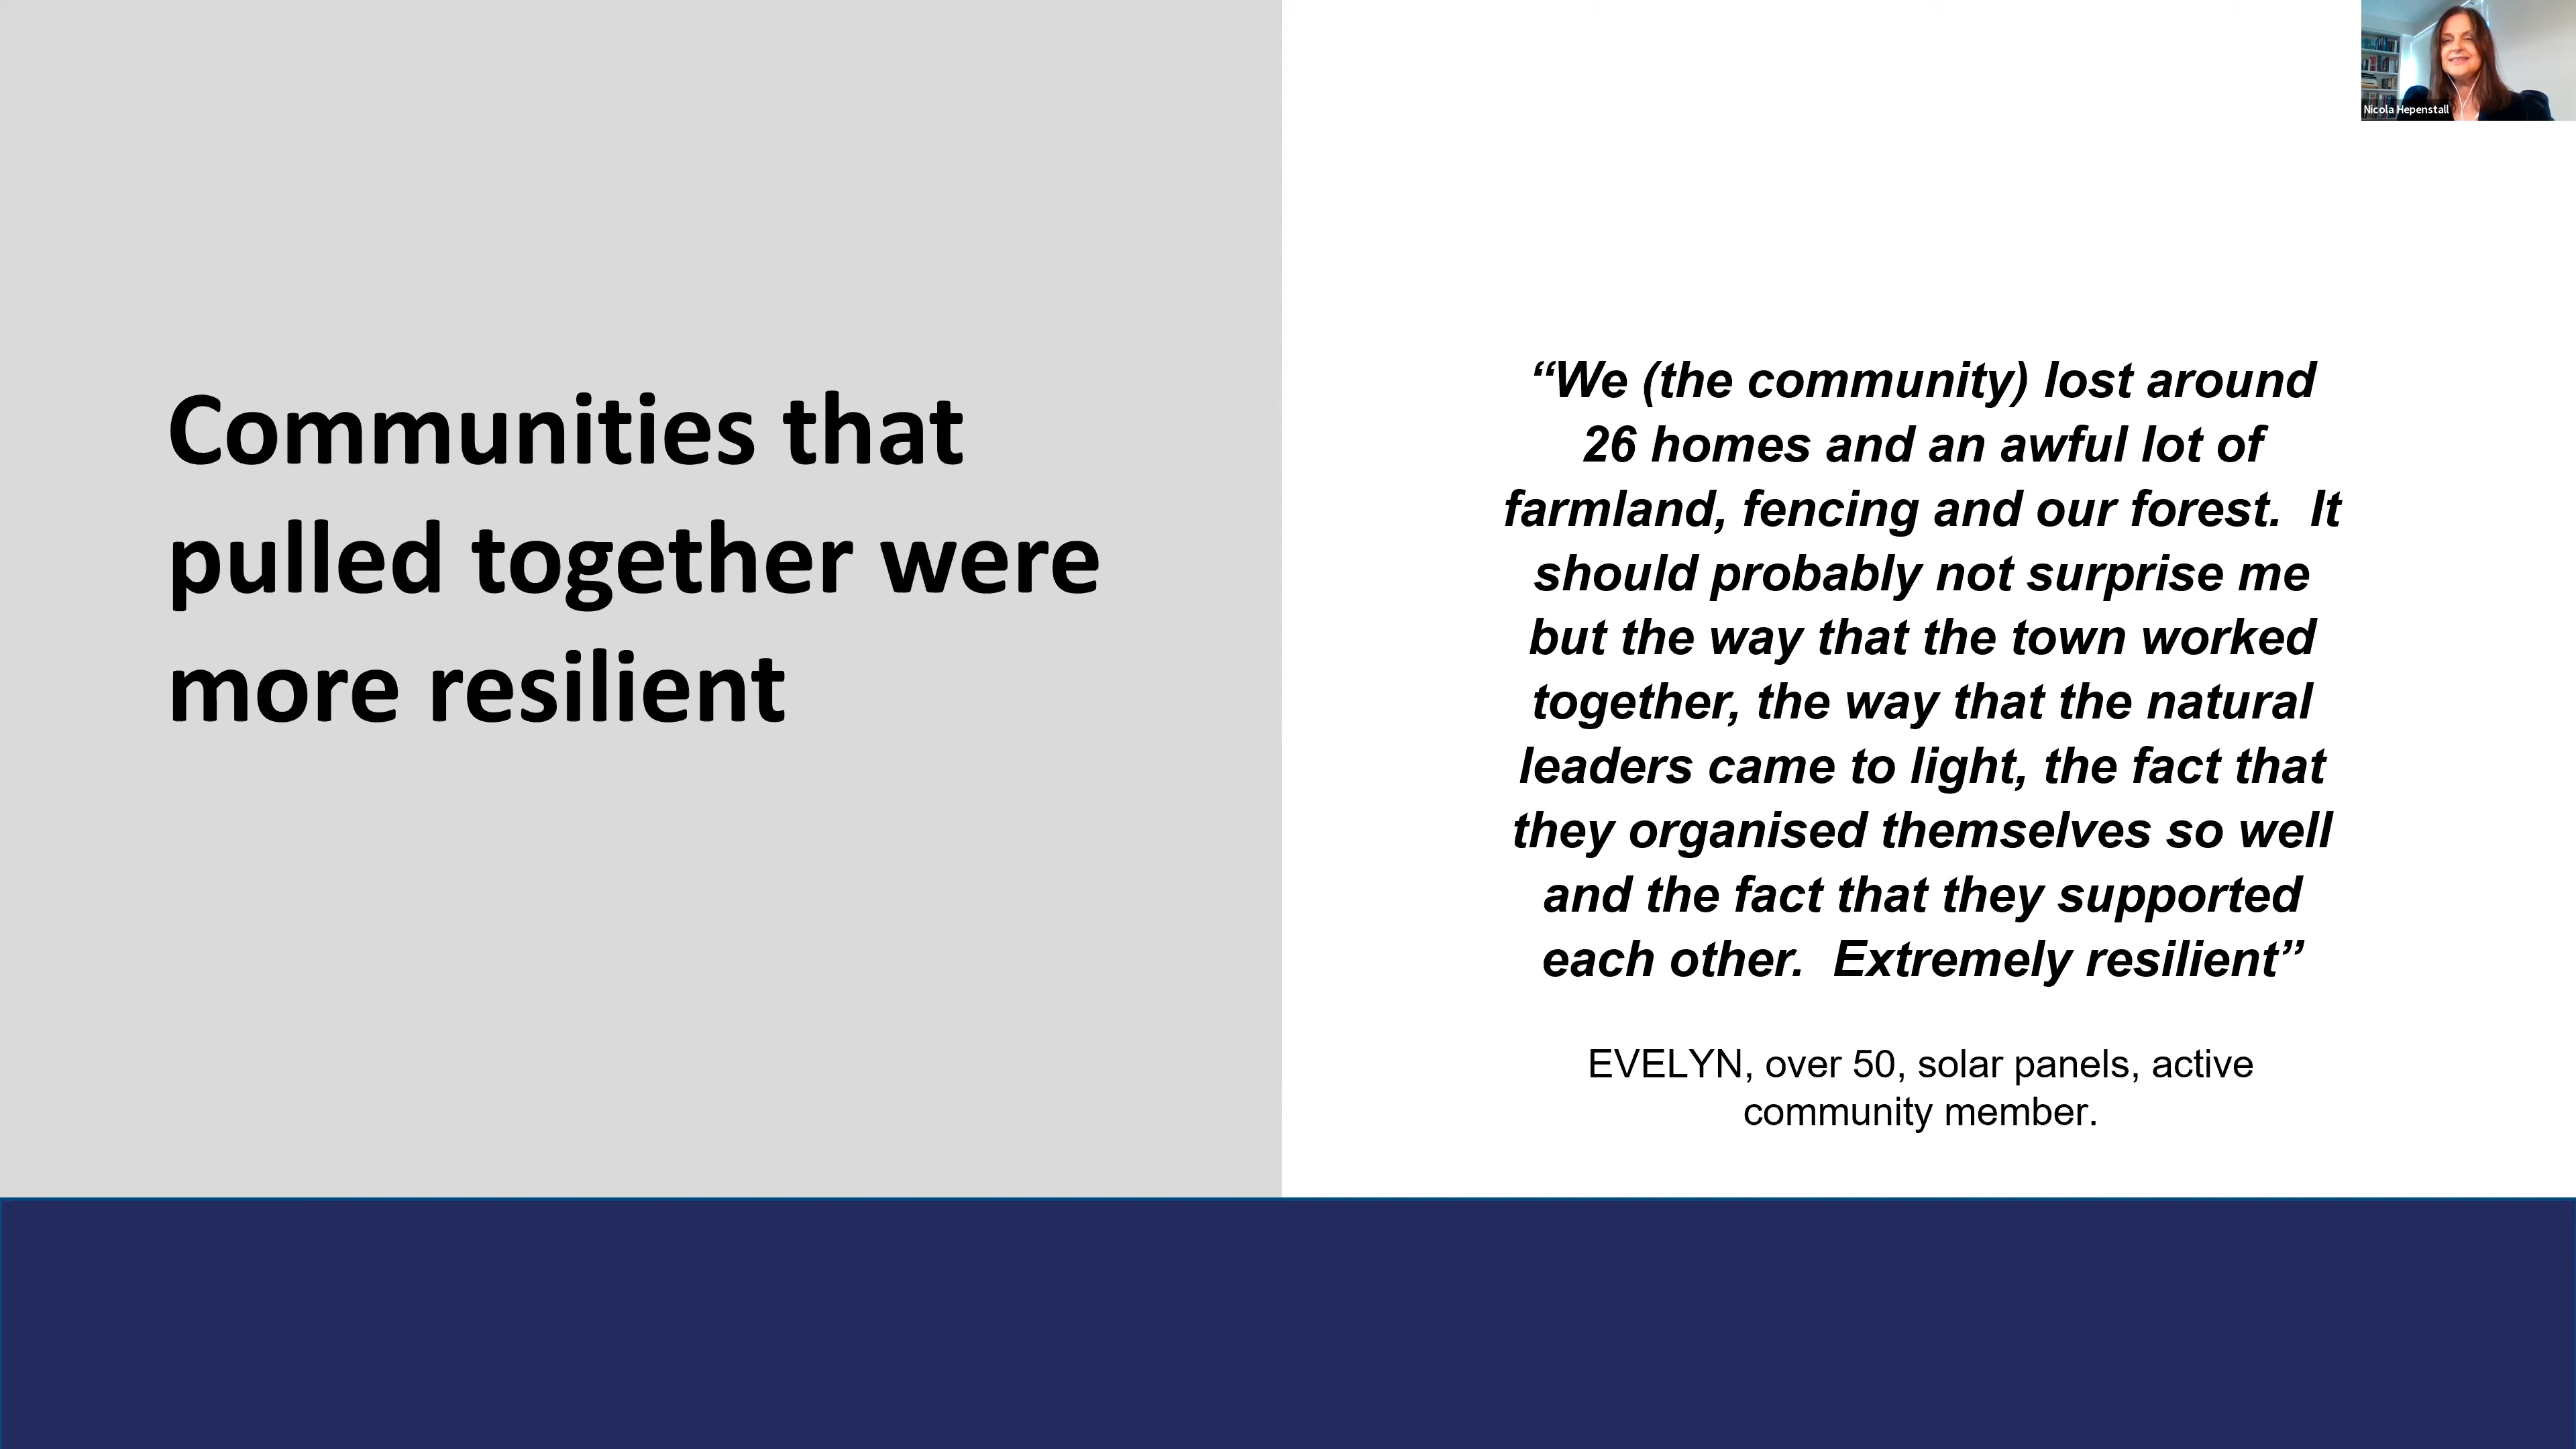 Communities that
pulled together were
more resilient
Nicola Hepenstall
“We (the community) lost around
26 homes and an awful lot of
farmland, fencing and our forest.  It
should probably not surprise me
but the way that the town worked
together, the way that the natural
leaders came to light, the fact that
they organised themselves so well
and the fact that they supported
each other.  Extremely resilient”
EVELYN, over 50, solar panels, active
community member.